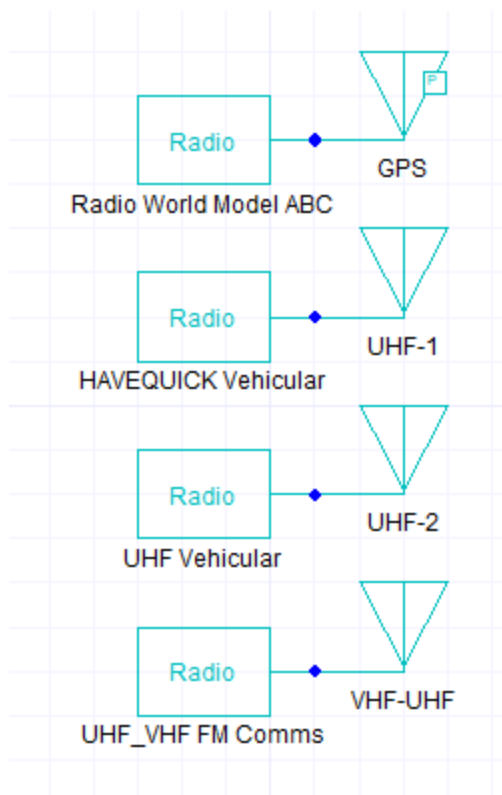 P
Radio
GPS
Radio World Model ABC
Radio
UHF-1
HAVEQUICK Vehicular
Radio
UHF-2
UHF Vehicular
Radio
VHF-UHF
UHF_VHF FM Comms